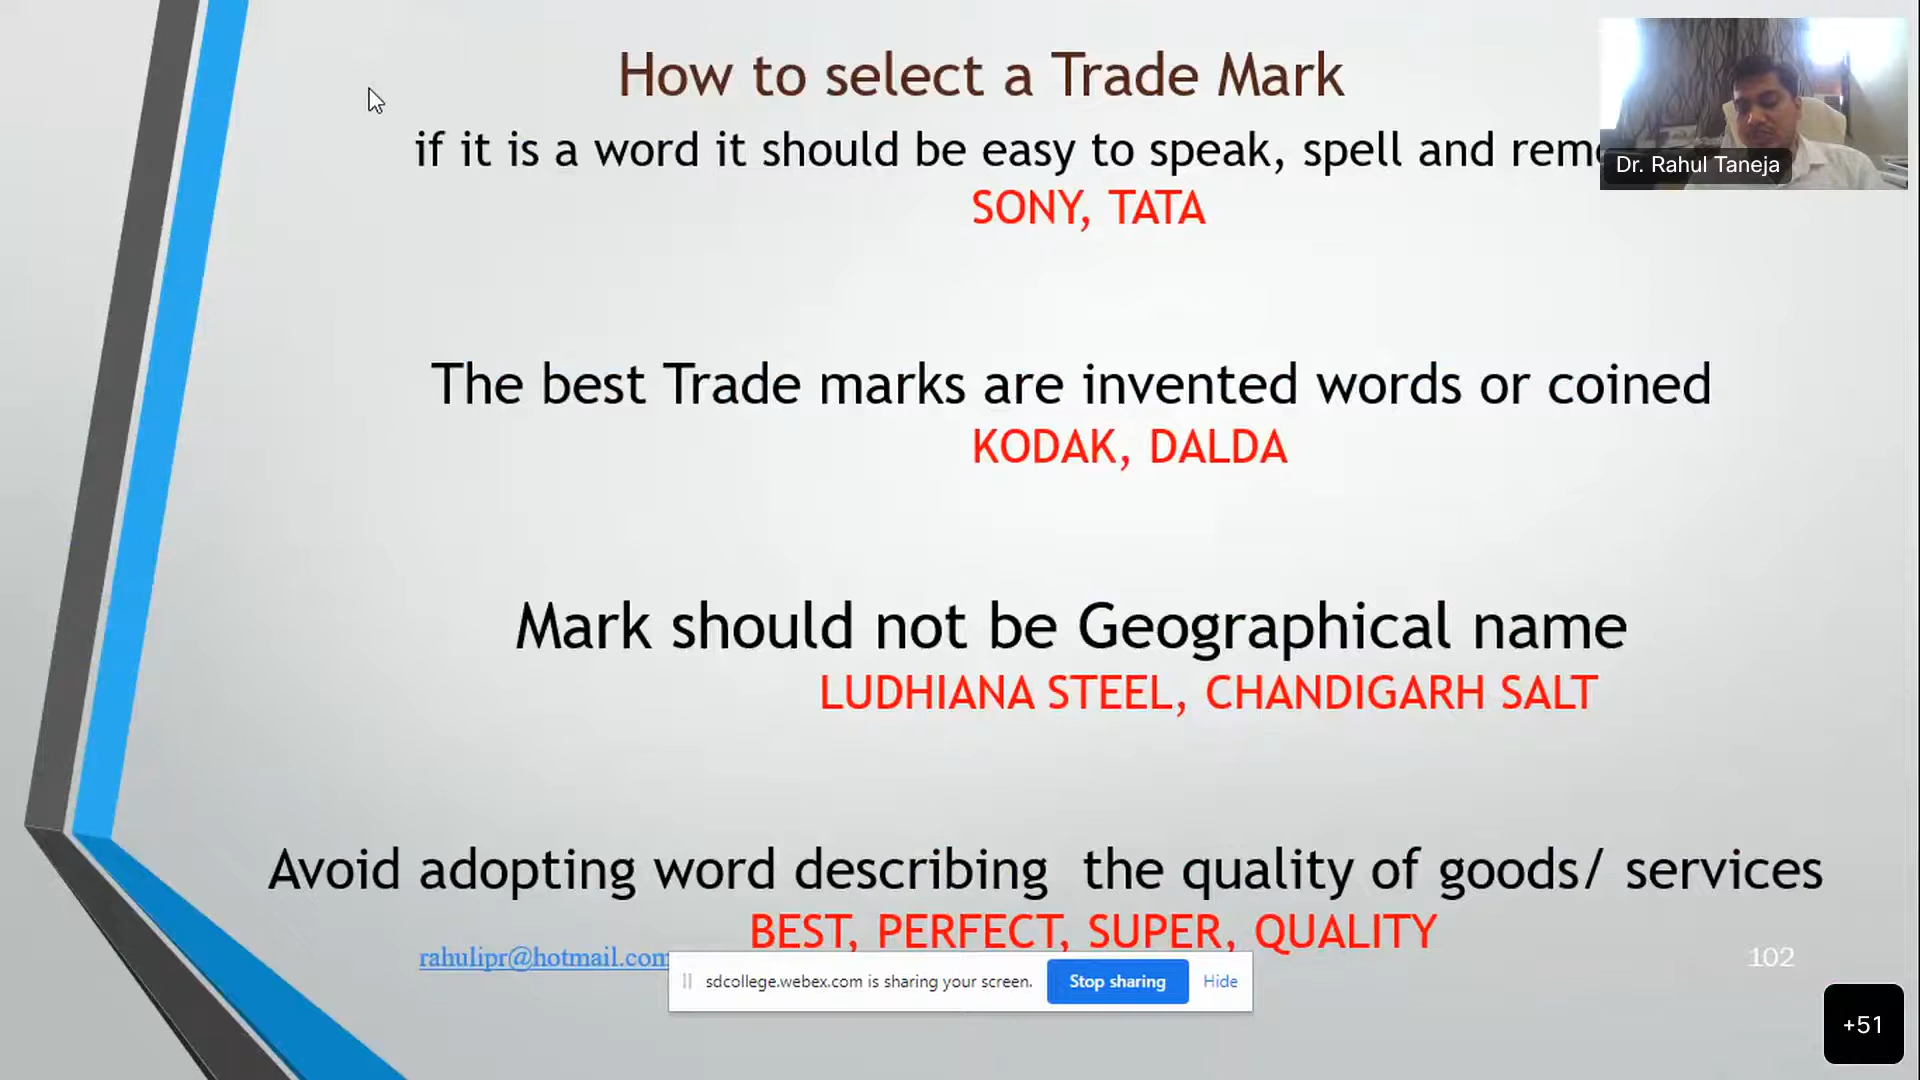 How to select a Trade Mark
if it is a word it should be easy to speak, spell and
Dr. Rahul Taneja
SONY, TATA
The best Trade marks are invented words or coined
KODAK, DALDA
Mark should not be Geographical name
LUDHIANA STEEL, CHANDIGARH SALT
Avoid adopting word describing the quality of goods/ services
BEST, PERFECT, SUPER, QUALITY
rahulipr@hotmail.com
102
sdcollege.webex.com is sharing your screen.
Stop sharing
Hide
+51